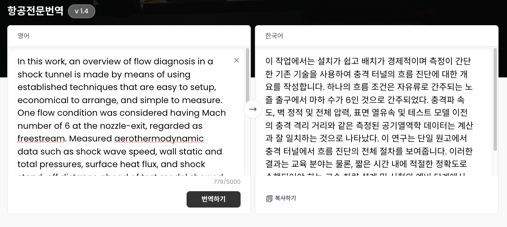 항공전문번역 v 1.4
영어
In this work, an overview of flow diagnosis in a
shock tunnel is made by means of using
established techniques that are easy to setup,
economical to arrange, and simple to measure.
One flow condition was considered having Mach
number of 6 at the nozzle-exit, regarded as
freestream. Measured aerothermodynamic
data such as shock wave speed, wall static and
total pressures, surface heat flux, and shock
779/5000
번역하기
한국어
이 작업에서는 설치가 쉽고 배치가 경제적이며 측정이 간단
한 기존 기술을 사용하여 충격 터널의 흐름 진단에 대한 개
요를 작성합니다. 하나의 흐름 조건은 자유류로 간주되는 노
즐 출구에서 마하 수가 6인 것으로 간주되었다. 충격파 속
도, 벽 정적 및 전체 압력, 표면 열유속 및 테스트 모델 이전
의 충격 격리 거리와 같은 측정된 공기열역학 데이터는 계산
과 잘 일치하는 것으로 나타났다. 이 연구는 단일 원동기
충격 터널에서 흐름 진단의 전체 절차를 보여줍니다. 이러한
결과는 교육 분야는 물론, 짧은 시간 내에 적절한 정확도로
복사하기